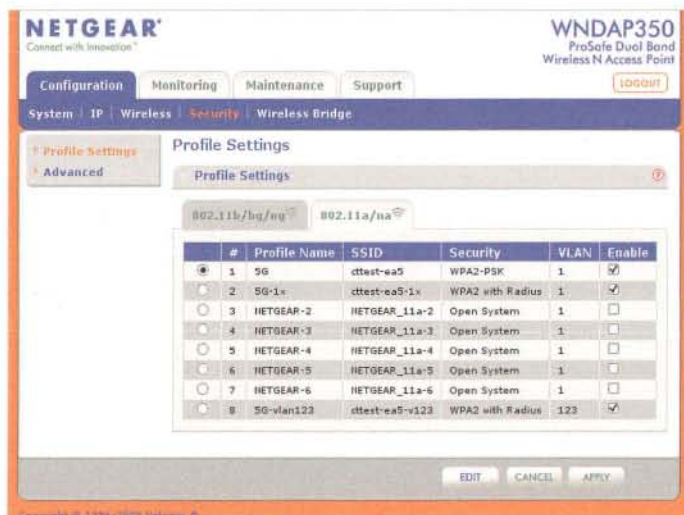 NETGEAR®
Connect with Innovation™
WNDAP350
ProSafe Dual Band
Wireless N Access Point
Configuration Monitoring Maintenance Support
LOGOUT
System IP Wireless Security Wireless Bridge
Profile Settings
Advanced
Profile Settings
Profile Settings
802.11b/bg/ng 802.11a/na
# Profile Name SSID Security VLAN Enable
1 5G cttest-ea5 WPA2-PSK 1
2 5G-1x cttest-ea5-1x WPA2 with Radius 1
3 NETGEAR-2 NETGEAR_11a-2 Open System 1
4 NETGEAR-3 NETGEAR_11a-3 Open System 1
5 NETGEAR-4 NETGEAR_11a-4 Open System 1
6 NETGEAR-5 NETGEAR_11a-5 Open System 1
7 NETGEAR-6 NETGEAR_11a-6 Open System 1
8 5G-vlan123 cttest-ea5-v123 WPA2 with Radius 123
EDIT CANCEL APPLY